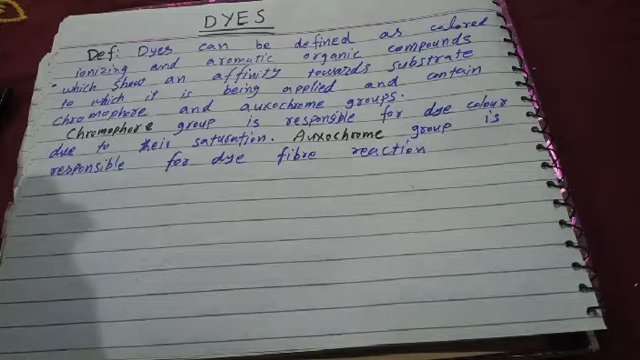 DYES
Def: Dyes can be defined as colored
ionizing and aromatic organic compounds
which show an affinity towards substrate
to which it is being applied and contain
chromophore and auxochrome groups.
Chromophore group is responsible for dye colour
due to their saturation. Auxochrome group is
responsible for dye fibre reaction